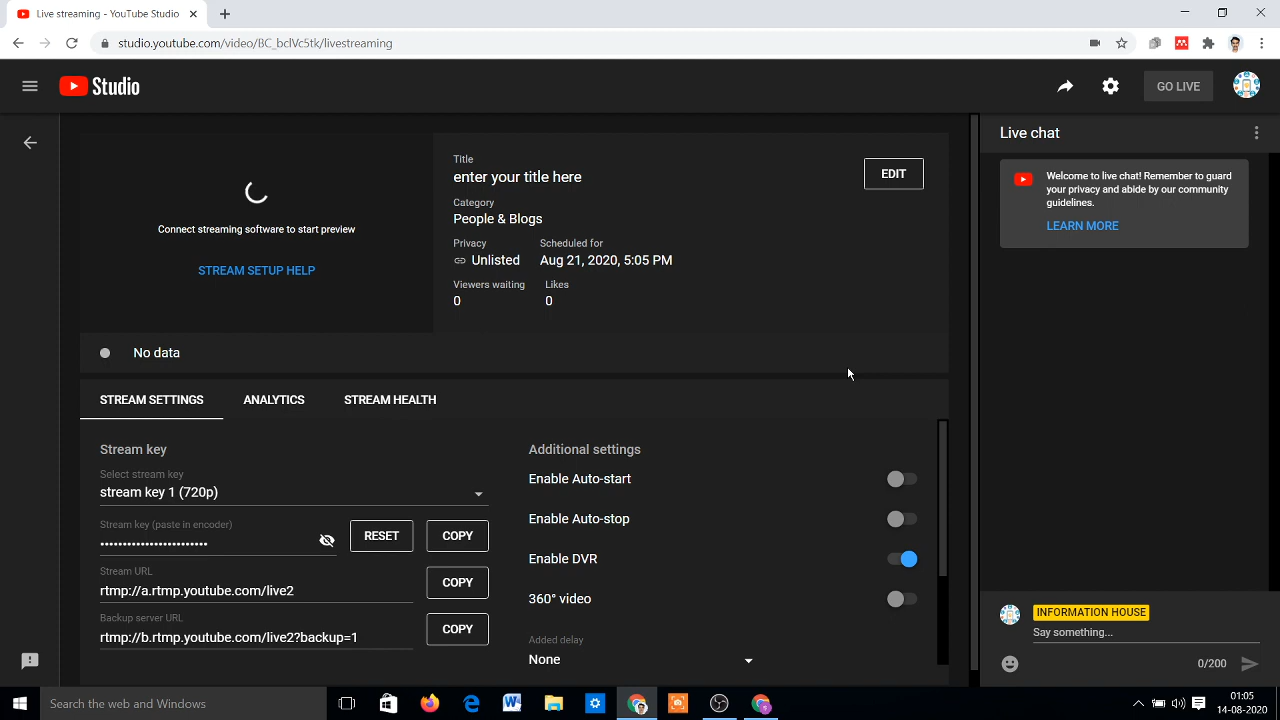 Live streaming - YouTube Studio
studio.youtube.com/video/BC_bclVc5tk/livestreaming
Studio
GO LIVE
Connect streaming software to start preview
STREAM SETUP HELP
Title
enter your title here
EDIT
Category
People & Blogs
Privacy
Scheduled for
Unlisted
Aug 21, 2020, 5:05 PM
Viewers waiting
Likes
0
0
No data
STREAM SETTINGS
ANALYTICS
STREAM HEALTH
Stream key
Select stream key
stream key 1 (720p)
Stream key (paste in encoder)
••••••••••••••••••••••••
RESET
COPY
Stream URL
rtmp://a.rtmp.youtube.com/live2
COPY
Backup server URL
rtmp://b.rtmp.youtube.com/live2?backup=1
COPY
Additional settings
Enable Auto-start
Enable Auto-stop
Enable DVR
360° video
Added delay
None
Live chat
Welcome to live chat! Remember to guard
your privacy and abide by our community
guidelines.
LEARN MORE
INFORMATION HOUSE
Say something...
0/200
Search the web and Windows
01:05
14-08-2020